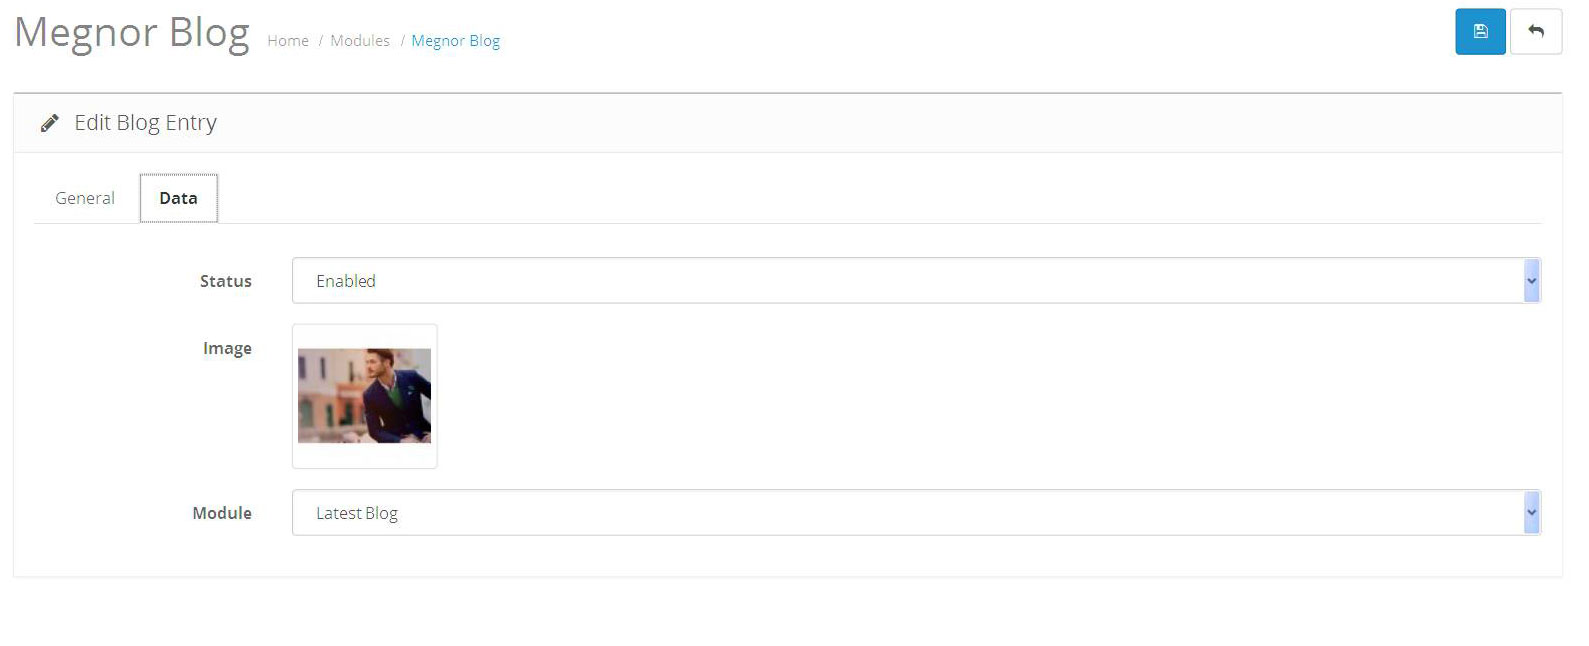 Megnor Blog Home / Modules / Megnor Blog
Edit Blog Entry
General Data
Status Enabled
Image
Module Latest Blog